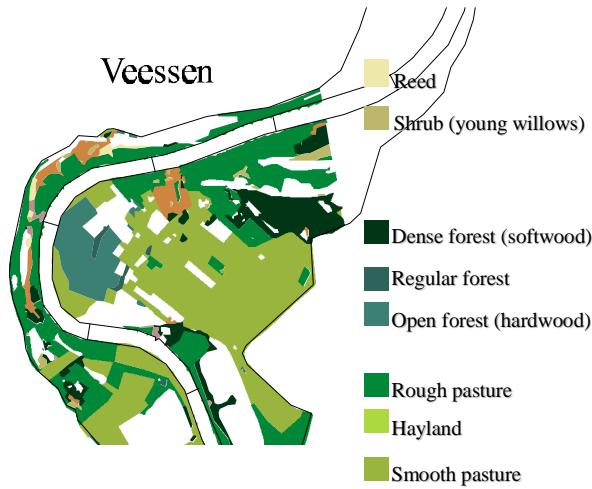 Veessen
Reed
Shrub (young willows)
Dense forest (softwood)
Regular forest
Open forest (hardwood)
Rough pasture
Hayland
Smooth pasture